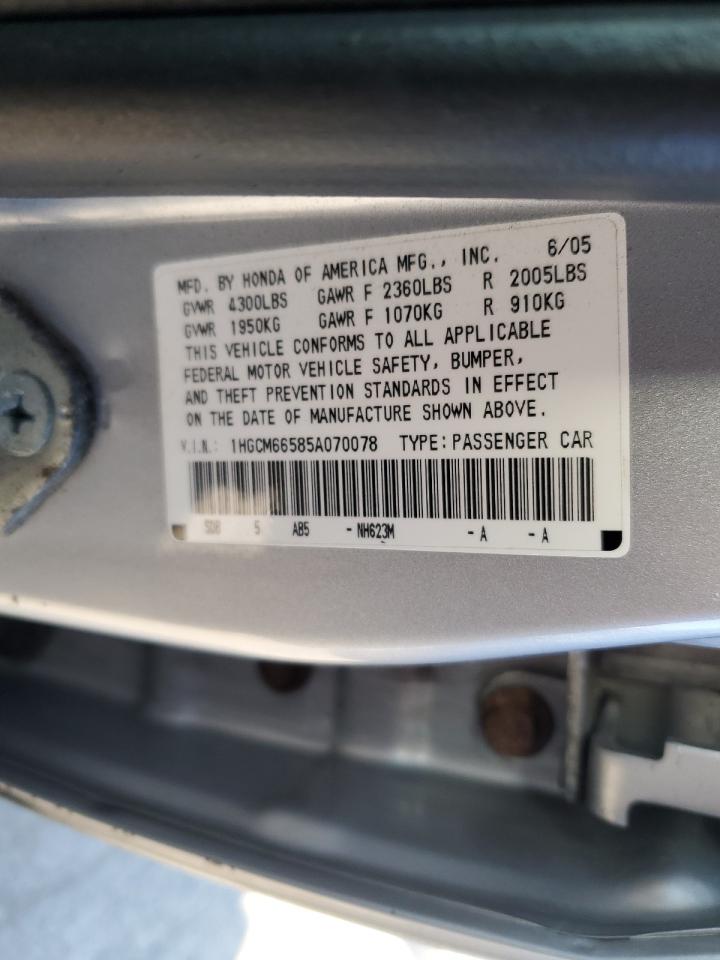 MFD. BY HONDA OF AMERICA MFG., INC. 6/05
GVWR 4300LBS GAWR F 2360LBS R 2005LBS
GVWR 1950KG GAWR F 1070KG R 910KG
THIS VEHICLE CONFORMS TO ALL APPLICABLE
FEDERAL MOTOR VEHICLE SAFETY, BUMPER,
AND THEFT PREVENTION STANDARDS IN EFFECT
ON THE DATE OF MANUFACTURE SHOWN ABOVE.
V.I.N.: 1HGCM66585A070078 TYPE: PASSENGER CAR
5 AB5 - NH623M - A - A